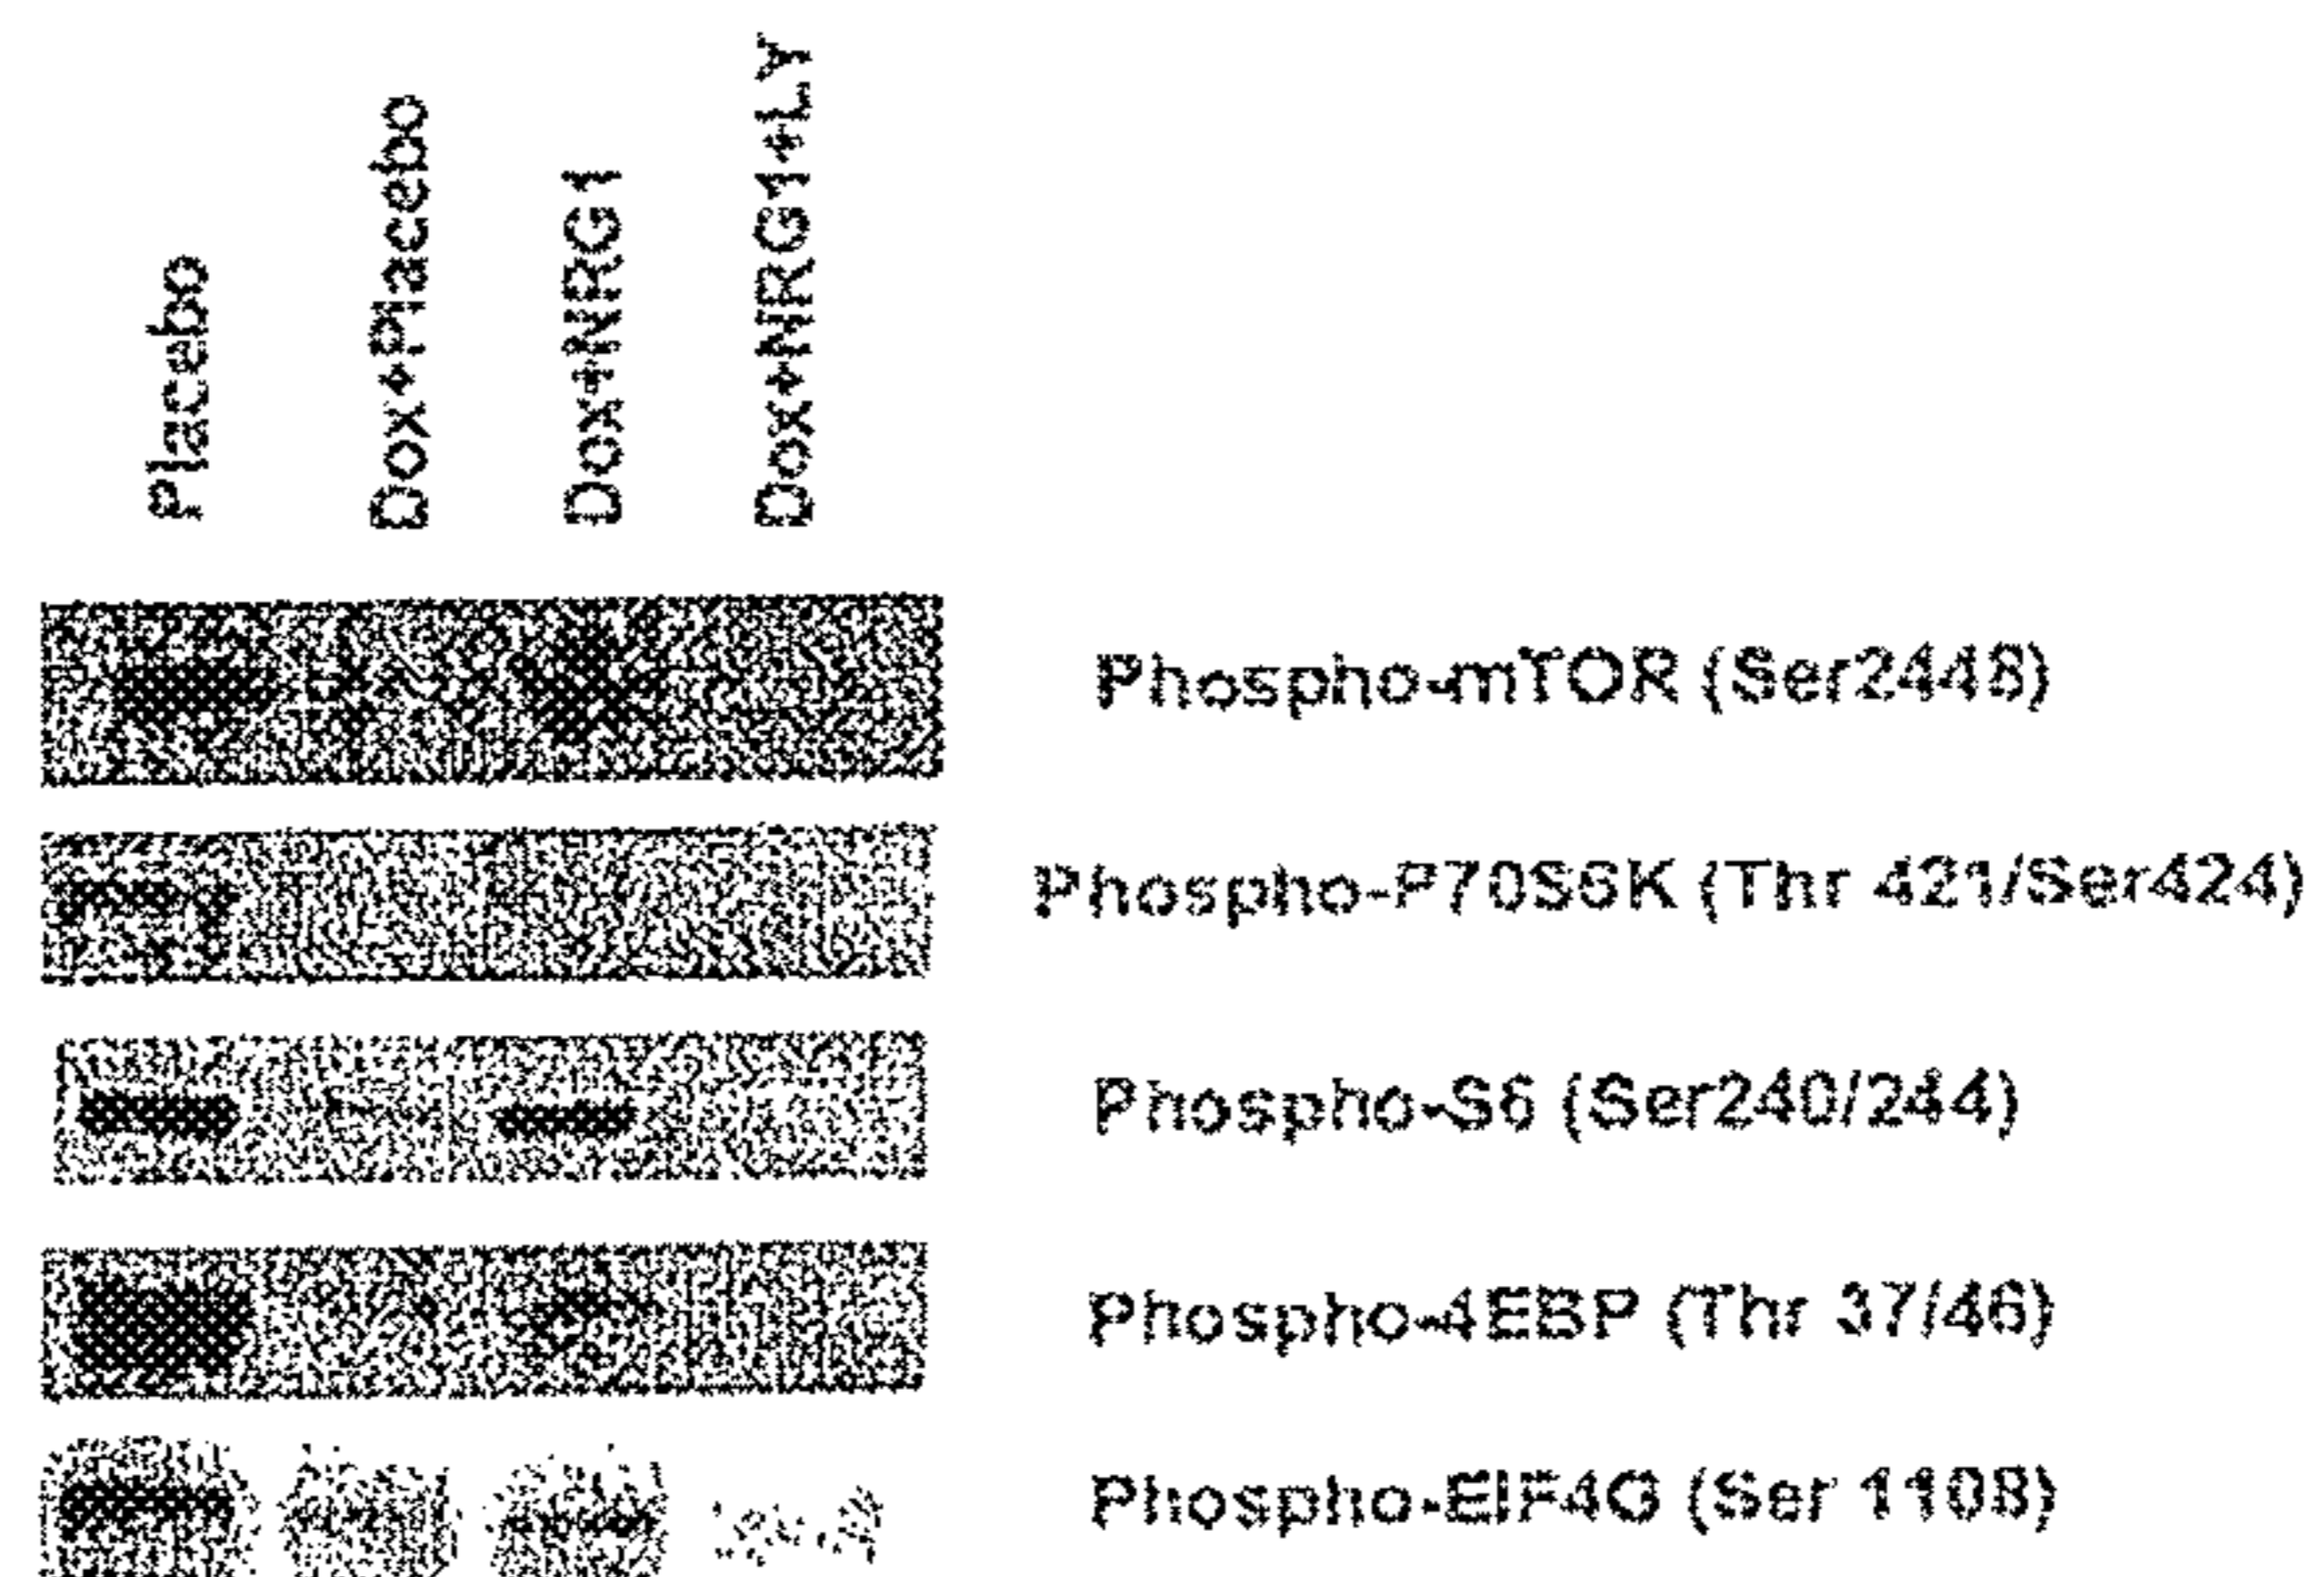 Placebo
Dox+Placebo
Dox+NRG1
Dox+NRG1+LY
Phospho-mTOR (Ser2448)
Phospho-P70S6K (Thr 421/Ser424)
Phospho-S6 (Ser240/244)
Phospho-4EBP (Thr 37/46)
Phospho-EIF4G (Ser 1108)